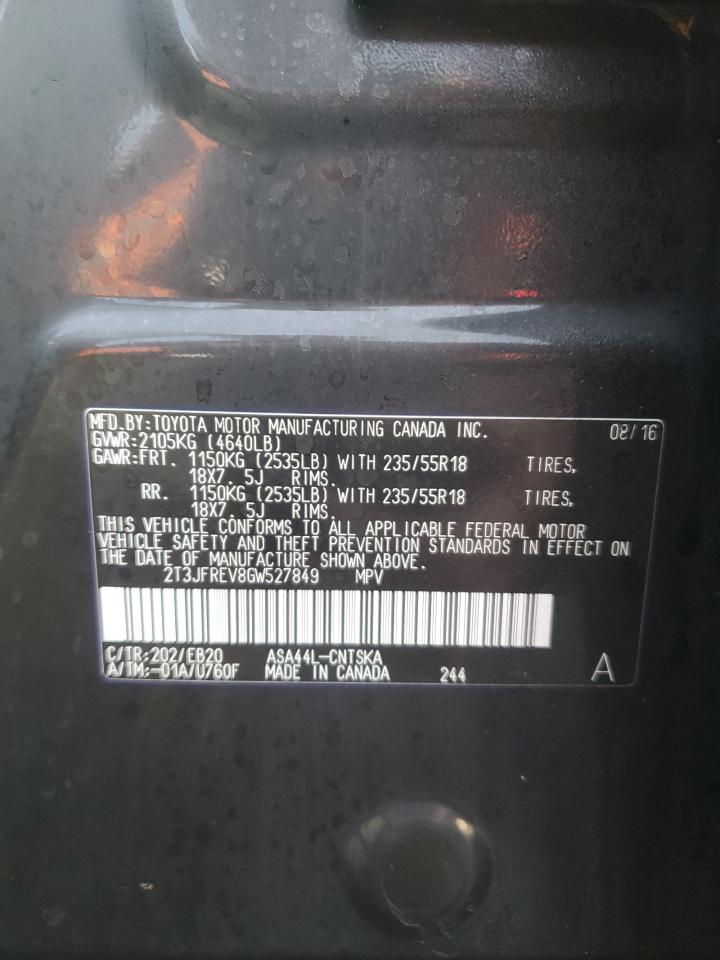 MFD.BY:TOYOTA MOTOR MANUFACTURING CANADA INC. 08/16
GVWR:2105KG (4640LB)
GAWR:FRT. 1150KG (2535LB) WITH 235/55R18 TIRES,
18X7. 5J RIMS.
RR. 1150KG (2535LB) WITH 235/55R18 TIRES,
18X7. 5J RIMS.
THIS VEHICLE CONFORMS TO ALL APPLICABLE FEDERAL MOTOR
VEHICLE SAFETY AND THEFT PREVENTION STANDARDS IN EFFECT ON
THE DATE OF MANUFACTURE SHOWN ABOVE.
2T3JFREV8GW527849 MPV
C/TR:202/EB20 ASA44L-CNTSKA
A/TM:-01A/U760F MADE IN CANADA 244 A